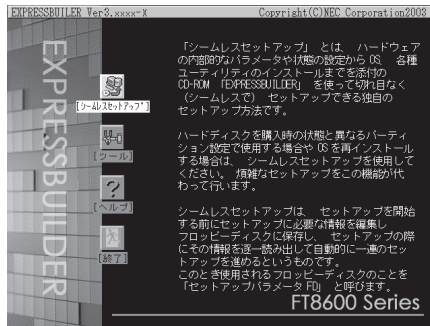 EXPRESSBUILER Ver3.xxxx-X
Copyright(C)NEC Corporation2003
EXPRESSBUILDER
[シームレスセットアップ]
[ツール]
[ヘルプ]
[終了]
「シームレスセットアップ」 とは、 ハードウェア
の内部的なパラメータや状態の設定から OS、 各種
ユーティリティのインストールまでを添付の
CD-ROM 「EXPRESSBUILDER」 を使って切れ目なく
(シームレスで) セットアップできる独自の
セットアップ方法です。
ハードディスクを購入時の状態と異なるパーティ
ション設定で使用する場合や OS を再インストール
する場合は、 シームレスセットアップを使用して
ください。 煩雑なセットアップをこの機能が代
わって行います。
シームレスセットアップは、 セットアップを開始
する前にセットアップに必要な情報を編集し
フロッピーディスクに保存し、 セットアップの際
にその情報を逐一読み出して自動的に一連のセッ
トアップを進めるというものです。
このとき使用されるフロッピーディスクのことを
「セットアップパラメータ FD」 と呼びます。
FT8600 Series